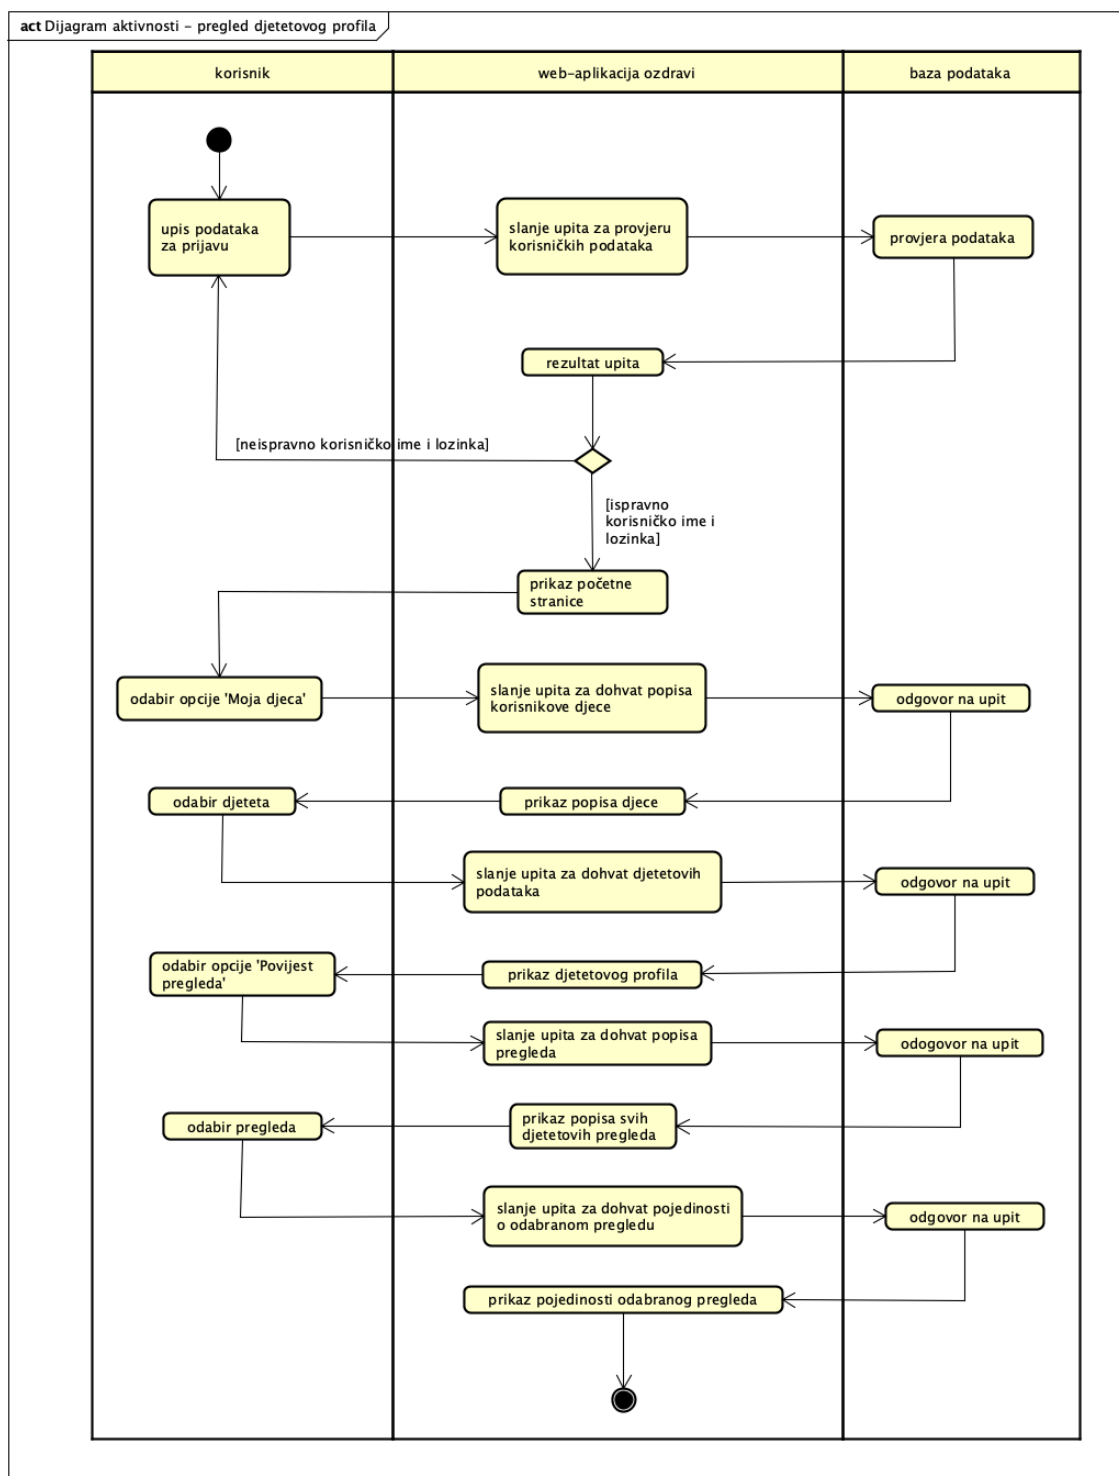 act Dijagram aktivnosti – pregled djetetovog profila
korisnik
web-aplikacija ozdravi
baza podataka
upis podataka
za prijavu
slanje upita za provjeru
korisničkih podataka
provjera podataka
rezultat upita
[neispravno korisničko ime i lozinka]
[ispravno
korisničko ime i
lozinka]
prikaz početne
stranice
odabir opcije 'Moja djeca'
slanje upita za dohvat popisa
korisnikove djece
odgovor na upit
odabir djeteta
prikaz popisa djece
slanje upita za dohvat djetetovih
podataka
odgovor na upit
odabir opcije 'Povijest
pregleda'
prikaz djetetovog profila
slanje upita za dohvat popisa
pregleda
odogovor na upit
odabir pregleda
prikaz popisa svih
djetetovih pregleda
slanje upita za dohvat pojedinosti
o odabranom pregledu
odgovor na upit
prikaz pojedinosti odabranog pregleda